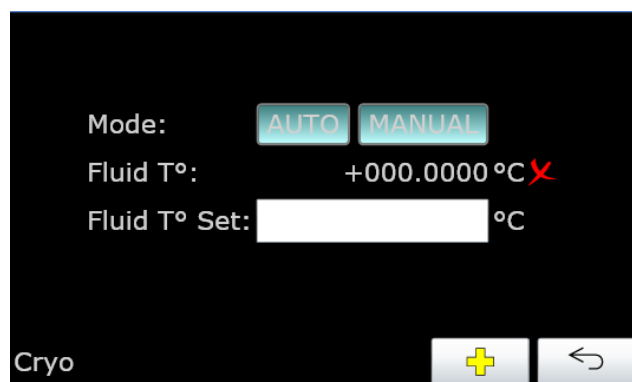 Mode: AUTO MANUAL
Fluid T°: +000.0000 °C
Fluid T° Set: °C
Cryo